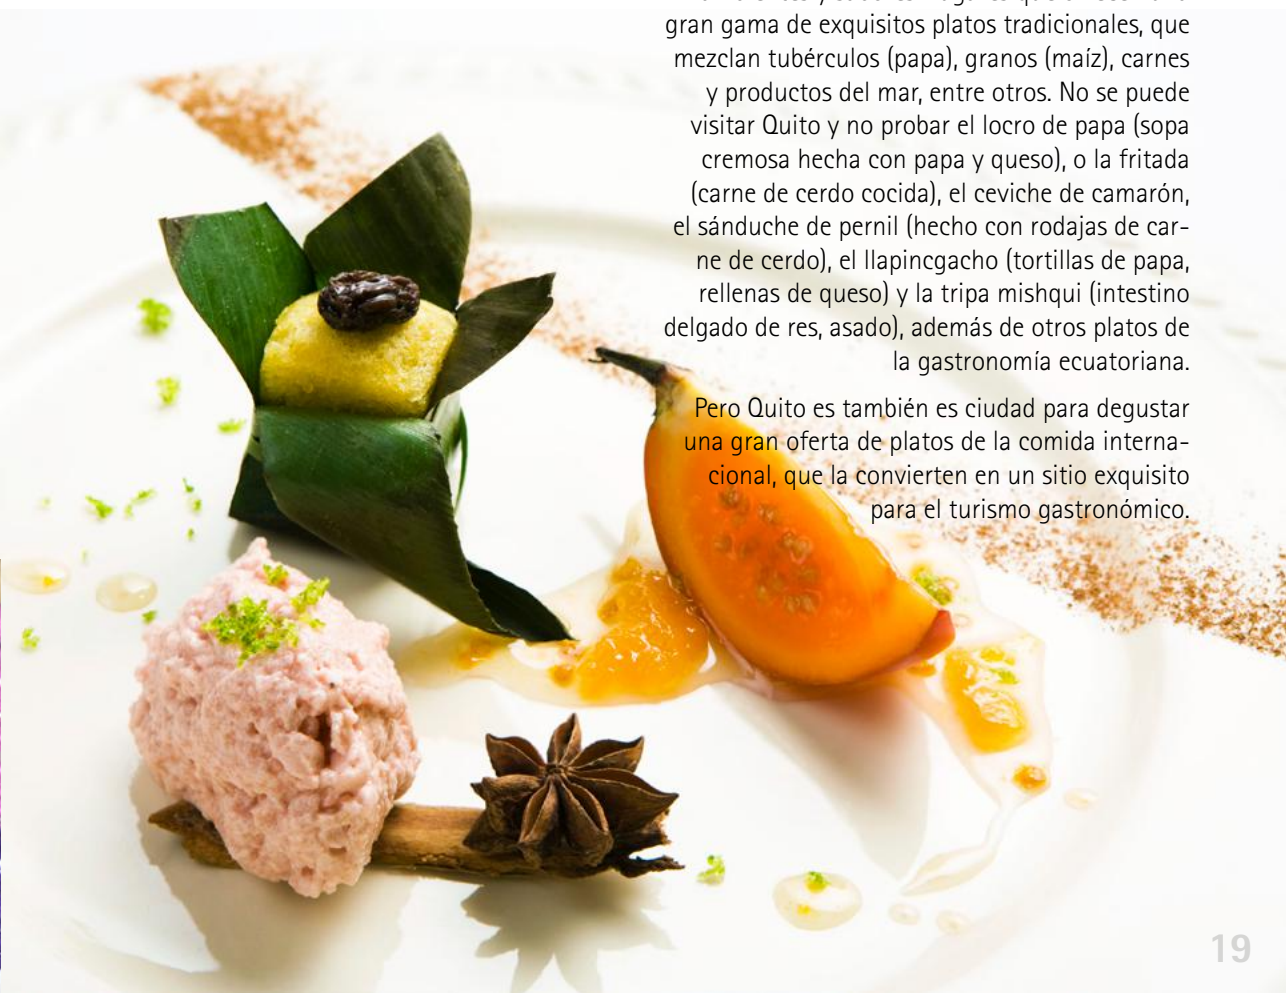 gran gama de exquisitos platos tradicionales, que
mezclan tubérculos (papa), granos (maíz), carnes
y productos del mar, entre otros. No se puede
visitar Quito y no probar el locro de papa (sopa
cremosa hecha con papa y queso), o la fritada
(carne de cerdo cocida), el ceviche de camarón,
el sánduche de pernil (hecho con rodajas de car-
ne de cerdo), el llapincgacho (tortillas de papa,
rellenas de queso) y la tripa mishqui (intestino
delgado de res, asado), además de otros platos de
la gastronomía ecuatoriana.
Pero Quito es también es ciudad para degustar
una gran oferta de platos de la comida interna-
cional, que la convierten en un sitio exquisito
para el turismo gastronómico.
19